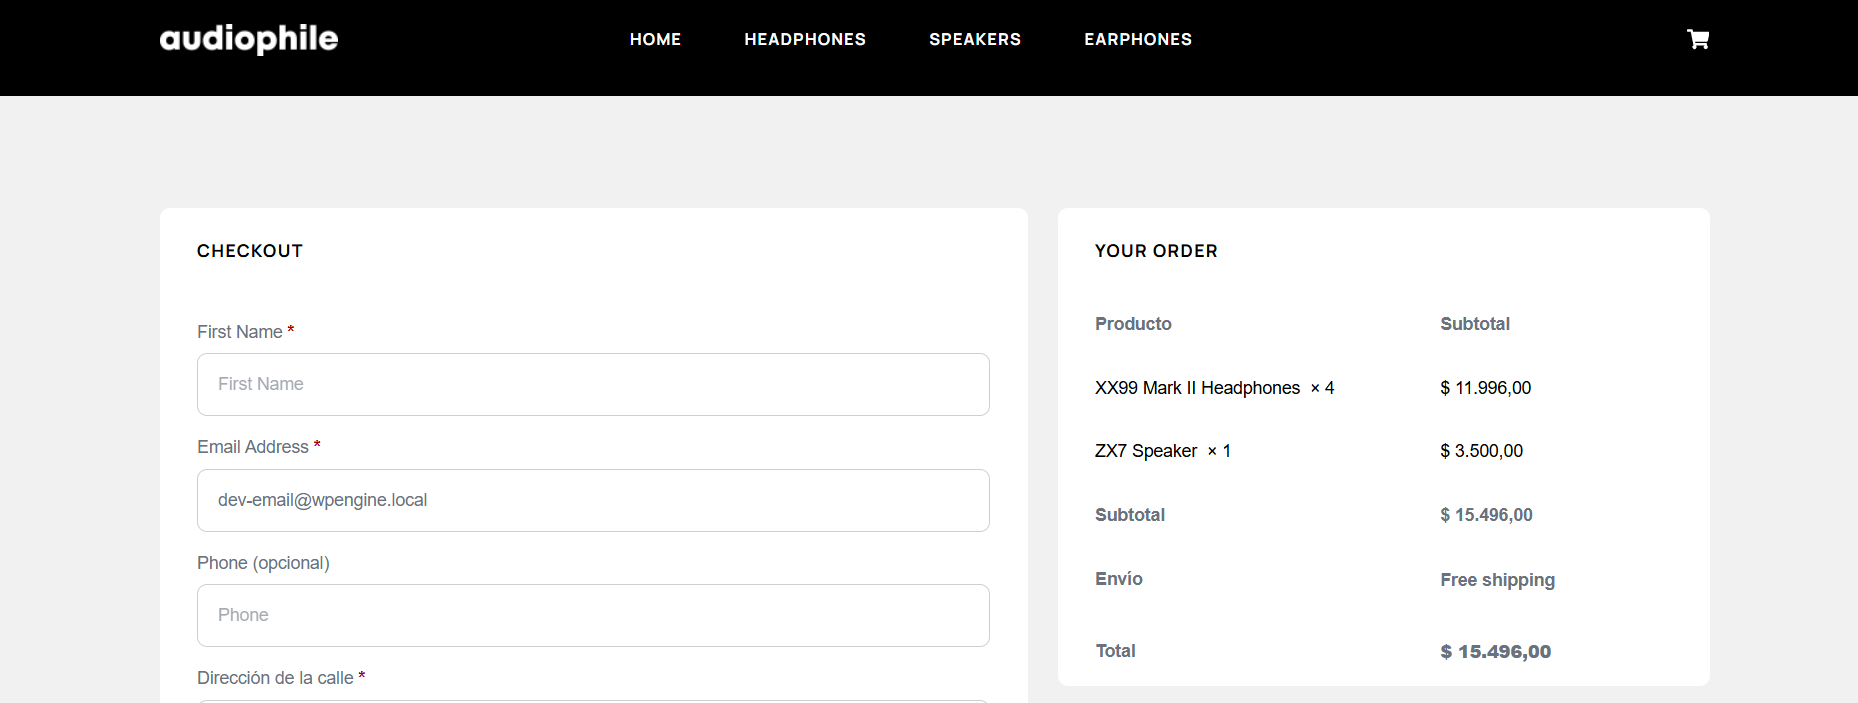 audiophile
HOME HEADPHONES SPEAKERS EARPHONES
CHECKOUT
First Name *
First Name
Email Address *
dev-email@wpengine.local
Phone (opcional)
Phone
Dirección de la calle *
YOUR ORDER
Producto Subtotal
XX99 Mark II Headphones × 4 $ 11.996,00
ZX7 Speaker × 1 $ 3.500,00
Subtotal $ 15.496,00
Envío Free shipping
Total $ 15.496,00